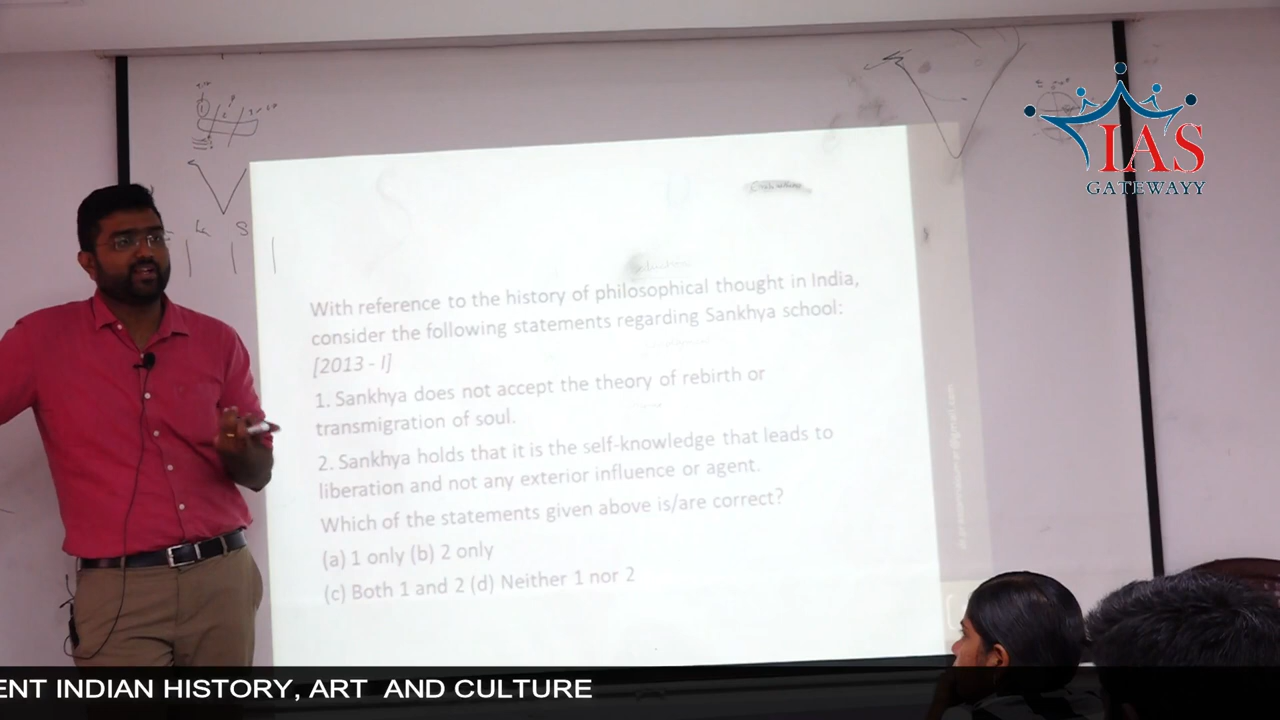 IAS
GATEWAYY
With reference to the history of philosophical thought in India,
consider the following statements regarding Sankhya school:
[2013 - I]
1. Sankhya does not accept the theory of rebirth or
transmigration of soul.
2. Sankhya holds that it is the self-knowledge that leads to
liberation and not any exterior influence or agent.
Which of the statements given above is/are correct?
(a) 1 only (b) 2 only
(c) Both 1 and 2 (d) Neither 1 nor 2
ENT INDIAN HISTORY, ART AND CULTURE